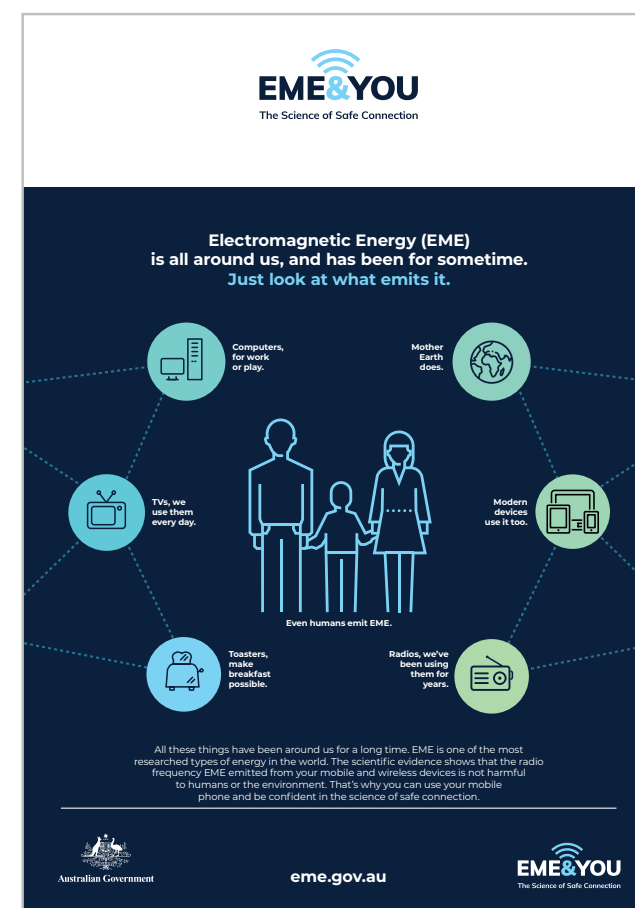 EME&YOU
The Science of Safe Connection
Electromagnetic Energy (EME)
is all around us, and has been for sometime.
Just look at what emits it.
Computers,
for work
or play.
Mother
Earth
does.
TVs, we
use them
every day.
Modern
devices
use it too.
Even humans emit EME.
Toasters,
make
breakfast
possible.
Radios, we've
been using
them for
years.
All these things have been around us for a long time. EME is one of the most
researched types of energy in the world. The scientific evidence shows that the radio
frequency EME emitted from your mobile and wireless devices is not harmful
to humans or the environment. That's why you can use your mobile
phone and be confident in the science of safe connection.
Australian Government
eme.gov.au
EME&YOU
The Science of Safe Connection